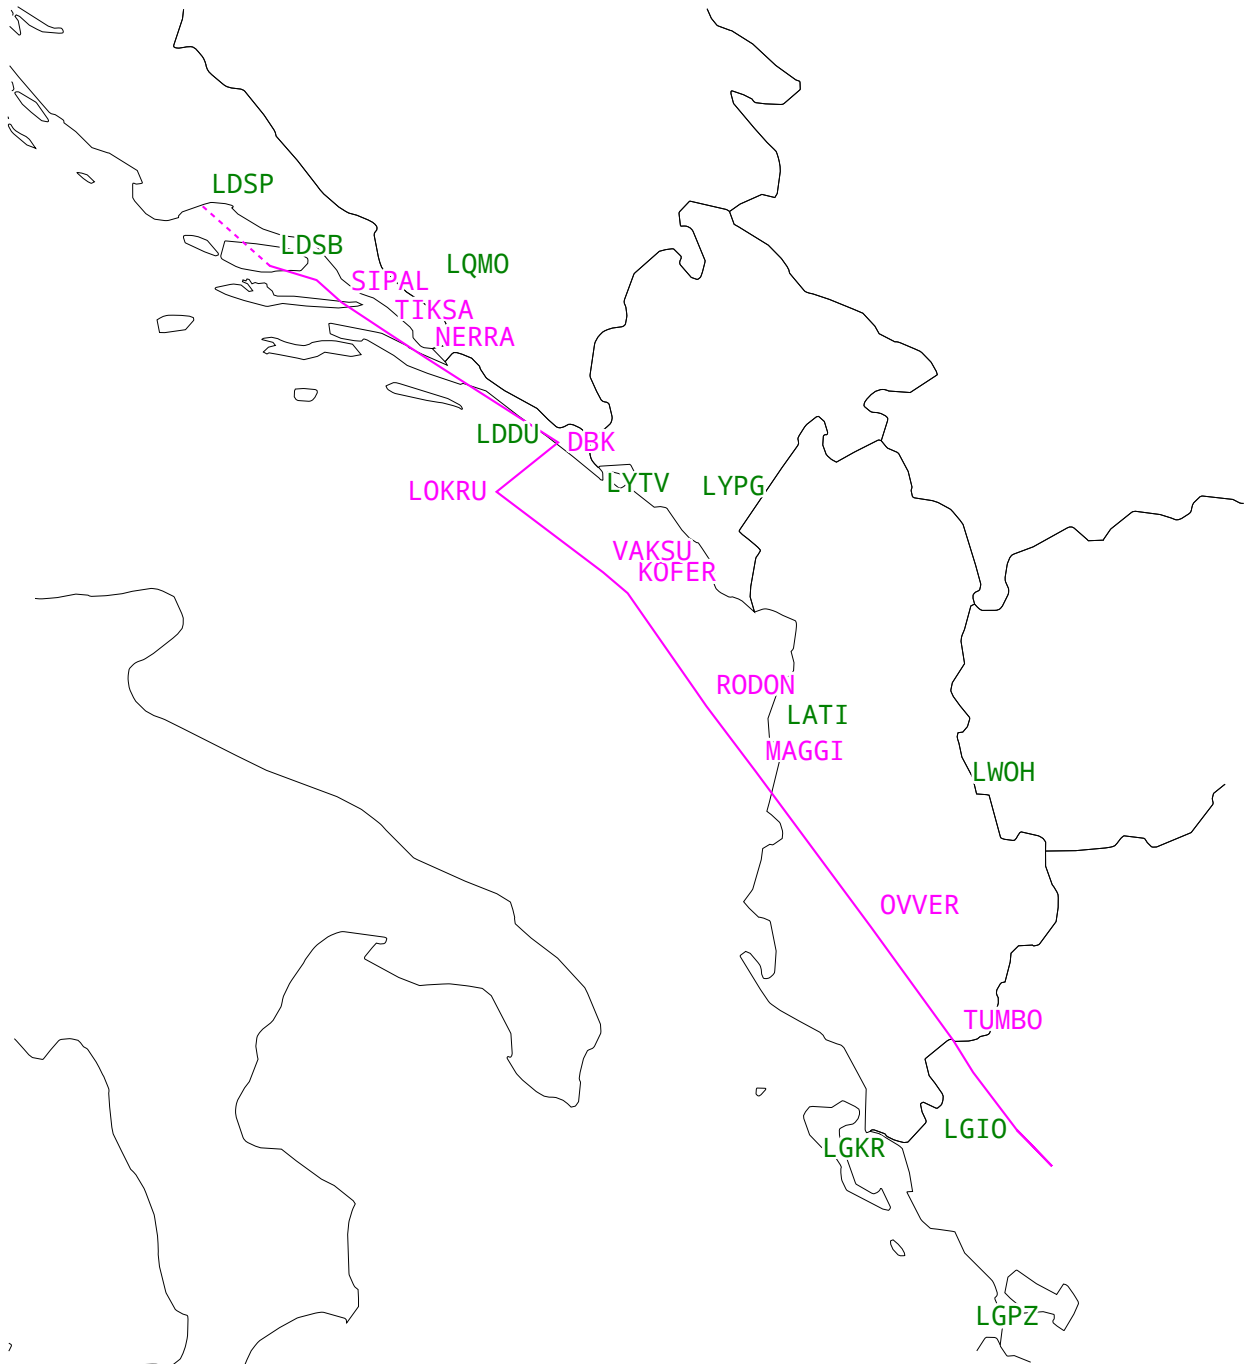 LDSP
LDSB
LQMO
SIPAL
TIKSA
NERRA
LDDU
DBK
LYTV
LYPG
LOKRU
VAKSU
KOFER
RODON
LATI
MAGGI
LWOH
OVVER
TUMBO
LGIO
LGKR
LGPZ